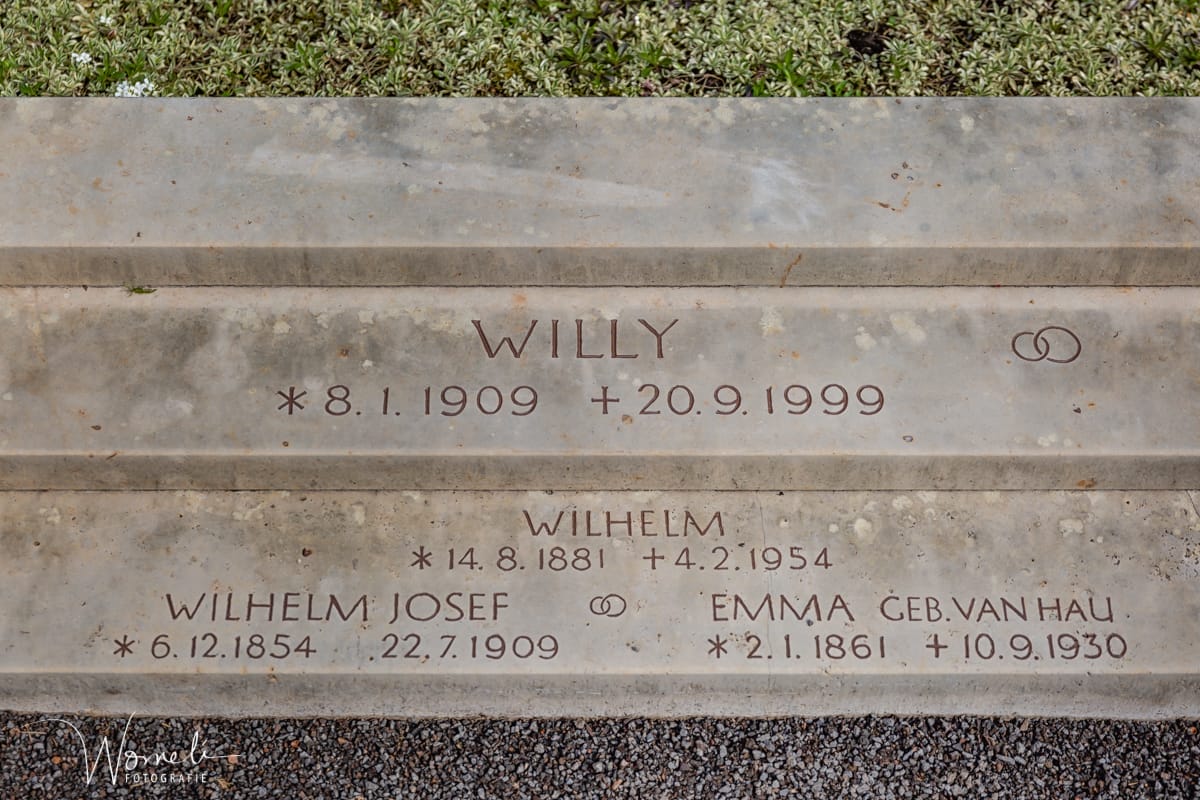 WILLY
* 8. 1. 1909 + 20. 9. 1999
WILHELM
* 14. 8. 1881 + 4. 2. 1954
WILHELM JOSEF ⚭ EMMA GEB. VAN HAU
* 6. 12. 1854 . 22. 7. 1909 * 2. 1. 1861 + 10. 9. 1930
FOTOGRAFIE